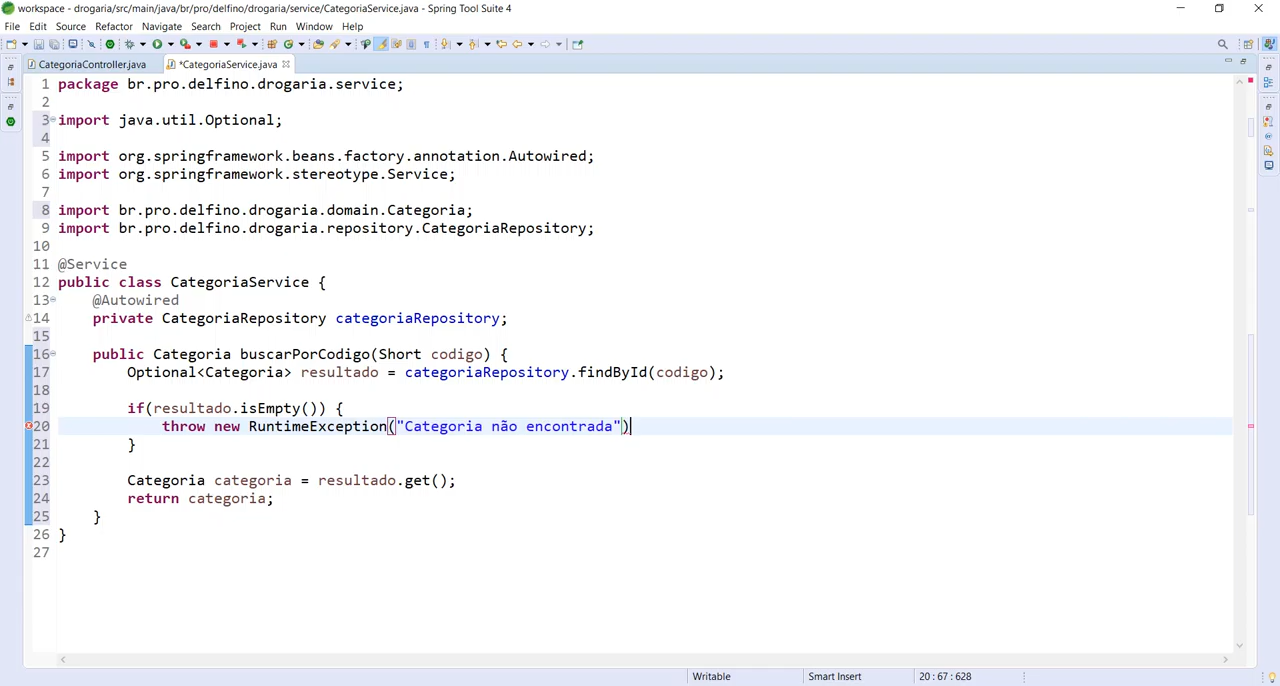 workspace - drogaria/src/main/java/br/pro/delfino/drogaria/service/CategoriaService.java - Spring Tool Suite 4
File Edit Source Refactor Navigate Search Project Run Window Help
CategoriaController.java *CategoriaService.java
1 package br.pro.delfino.drogaria.service;
2
3 import java.util.Optional;
4
5 import org.springframework.beans.factory.annotation.Autowired;
6 import org.springframework.stereotype.Service;
7
8 import br.pro.delfino.drogaria.domain.Categoria;
9 import br.pro.delfino.drogaria.repository.CategoriaRepository;
10
11 @Service
12 public class CategoriaService {
13 @Autowired
14 private CategoriaRepository categoriaRepository;
15
16 public Categoria buscarPorCodigo(Short codigo) {
17 Optional<Categoria> resultado = categoriaRepository.findById(codigo);
18
19 if(resultado.isEmpty()) {
20 throw new RuntimeException("Categoria não encontrada")
21 }
22
23 Categoria categoria = resultado.get();
24 return categoria;
25 }
26 }
27
Writable Smart Insert 20 : 67 : 628